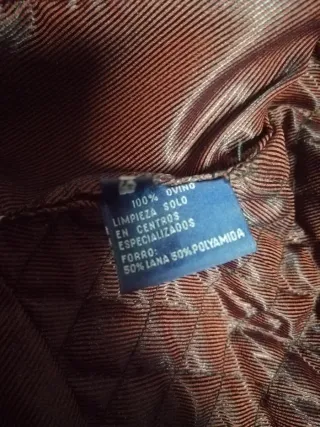 100% OVINO
LIMPIEZA SOLO
EN CENTROS
ESPECIALIZADOS
FORRO:
50% LANA 50% POLYAMIDA